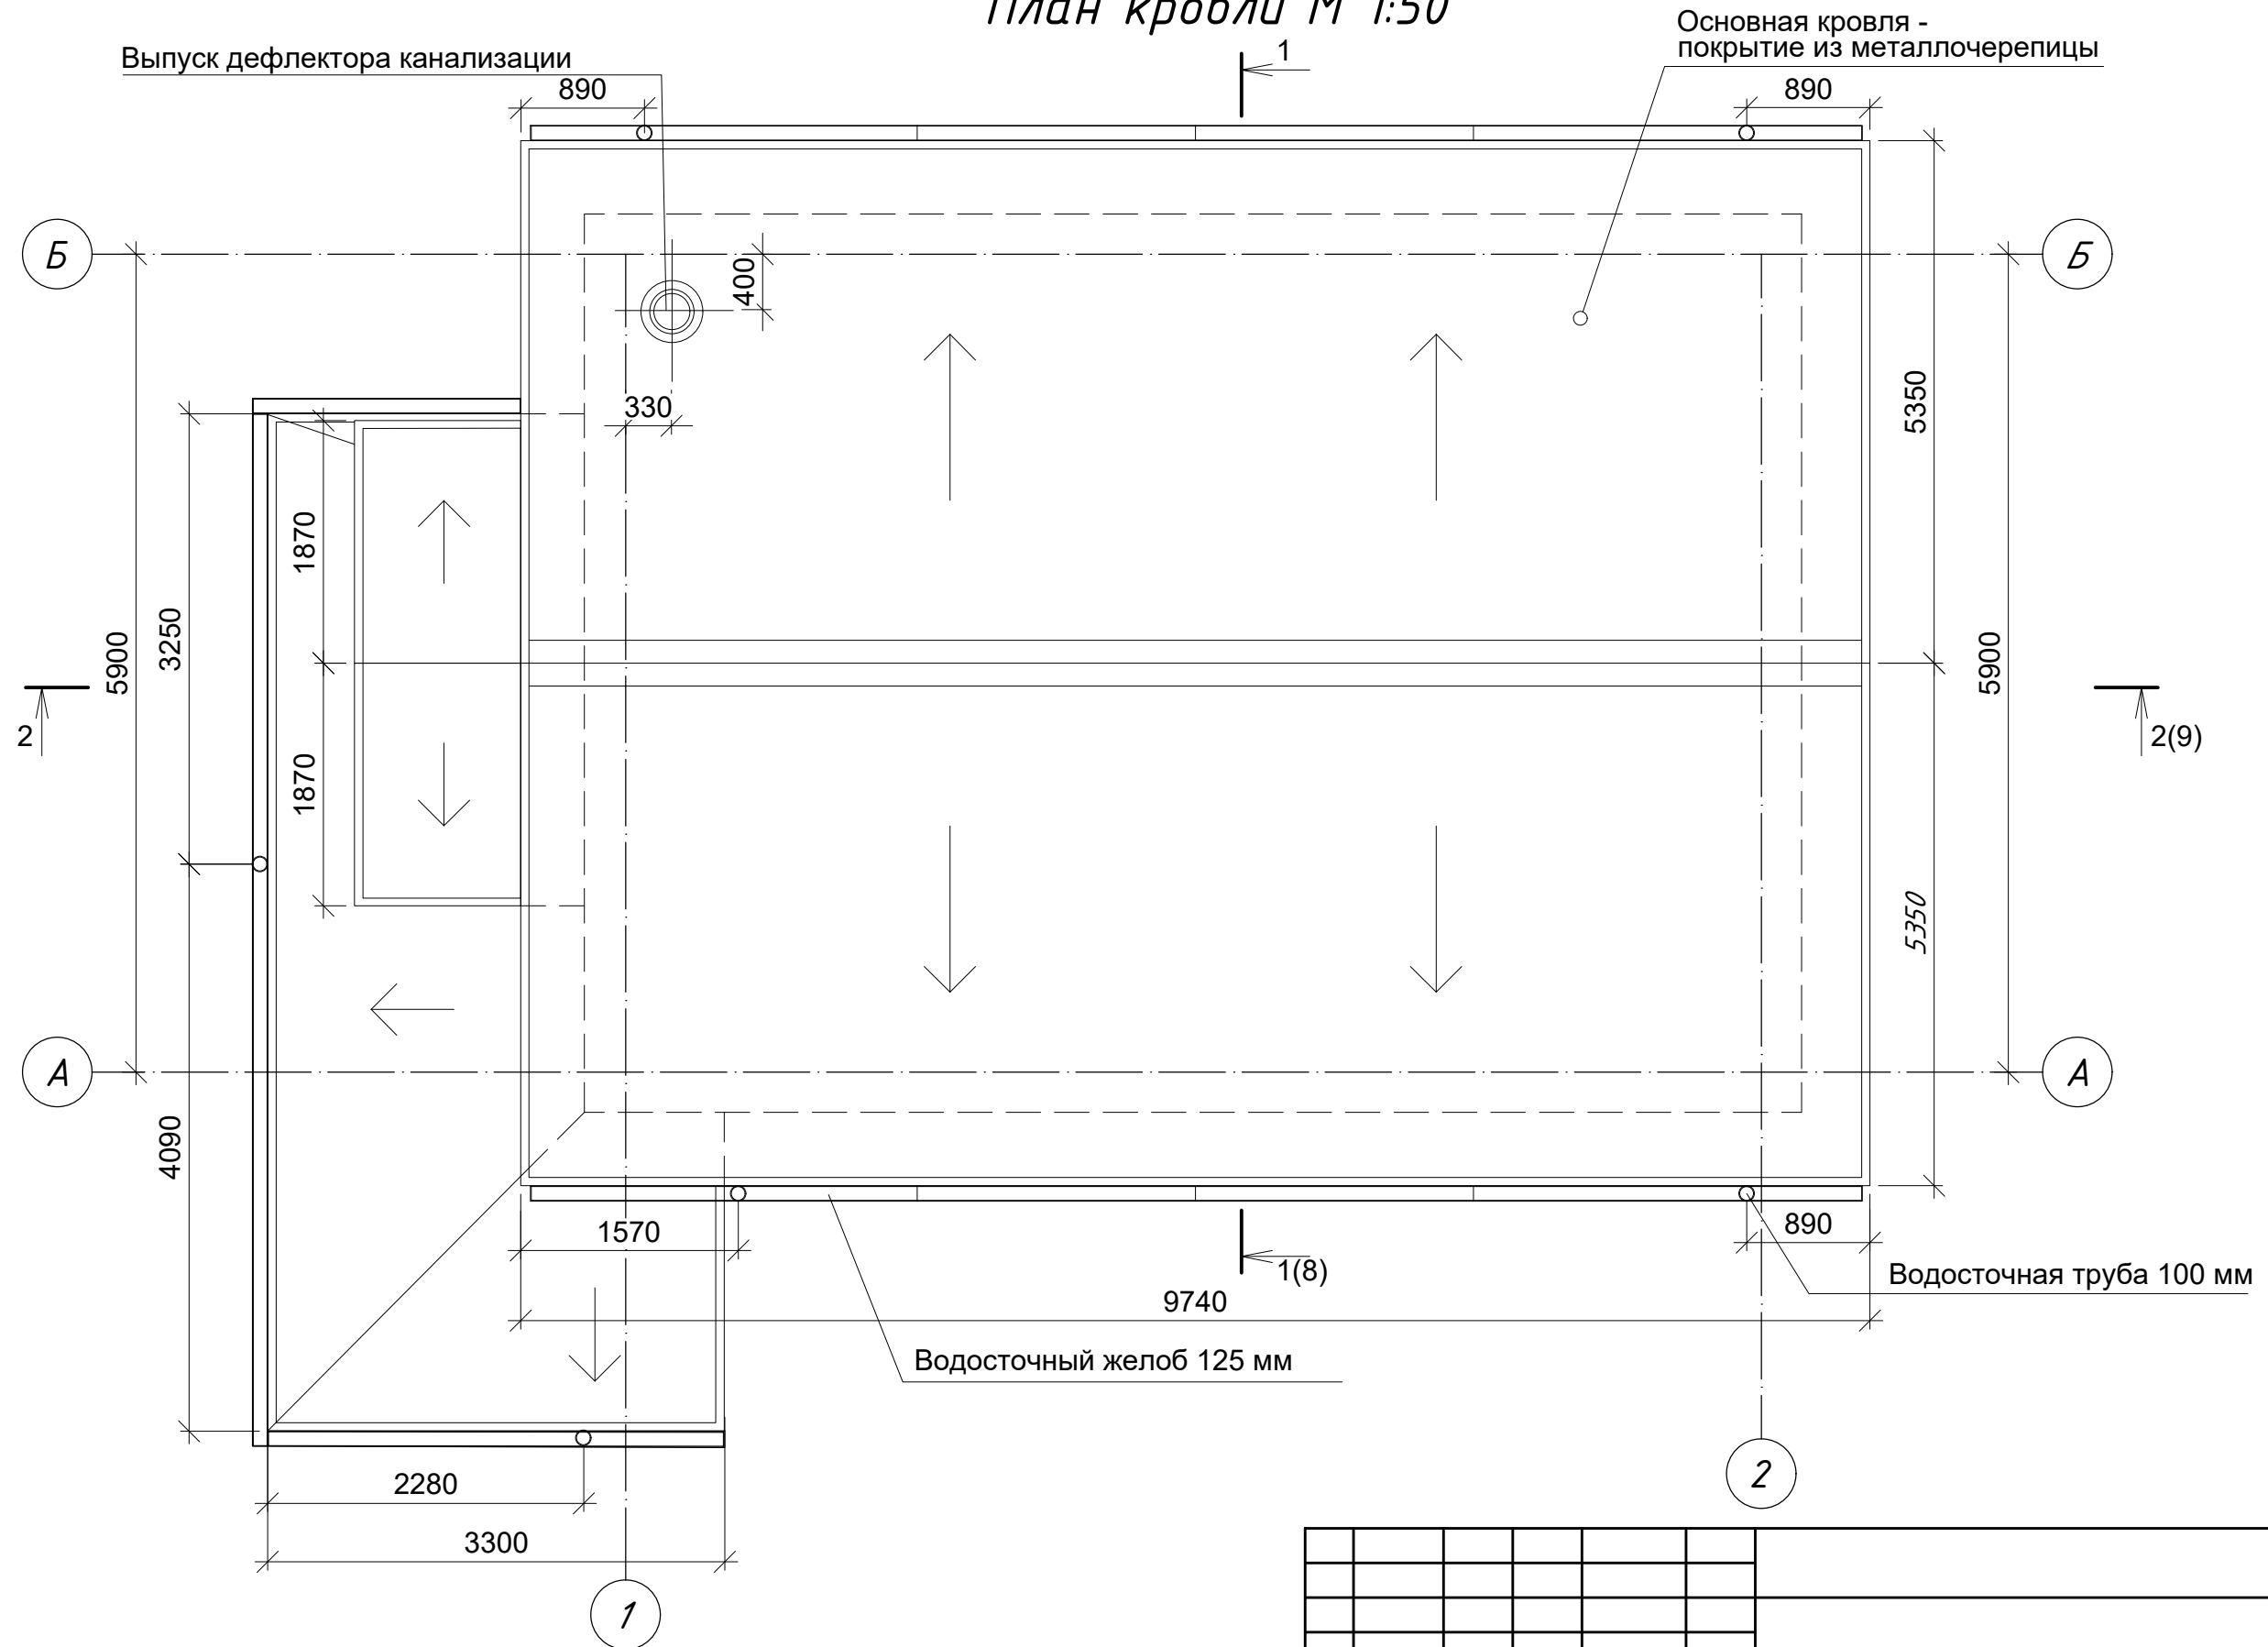 План кровли М 1:50
Основная кровля -
покрытие из металлочерепицы
Выпуск дефлектора канализации
1
890
890
Б
Б
400
330
5350
1870
3250
5900
5900
2
2(9)
1870
5350
А
А
4090
1570
890
1(8)
Водосточная труба 100 мм
9740
Водосточный желоб 125 мм
2280
2
3300
1